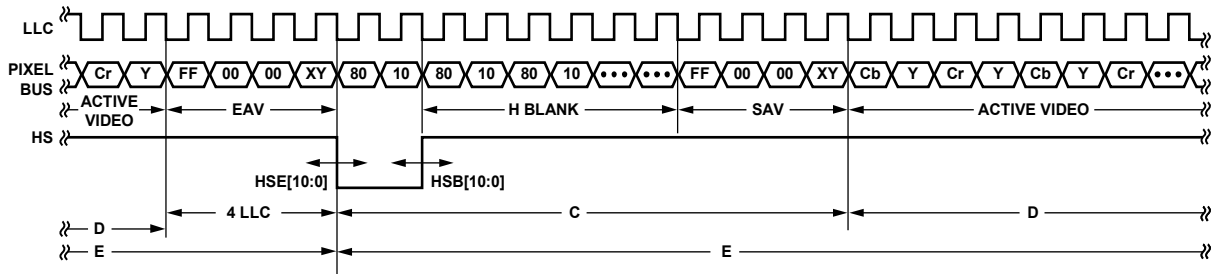 LLC
PIXEL BUS Cr Y FF 00 00 XY 80 10 80 10 80 10 ••• ••• FF 00 00 XY Cb Y Cr Y Cb Y Cr •••
ACTIVE VIDEO EAV H BLANK SAV ACTIVE VIDEO
HS
HSE[10:0] HSB[10:0]
4 LLC C D
D
E E